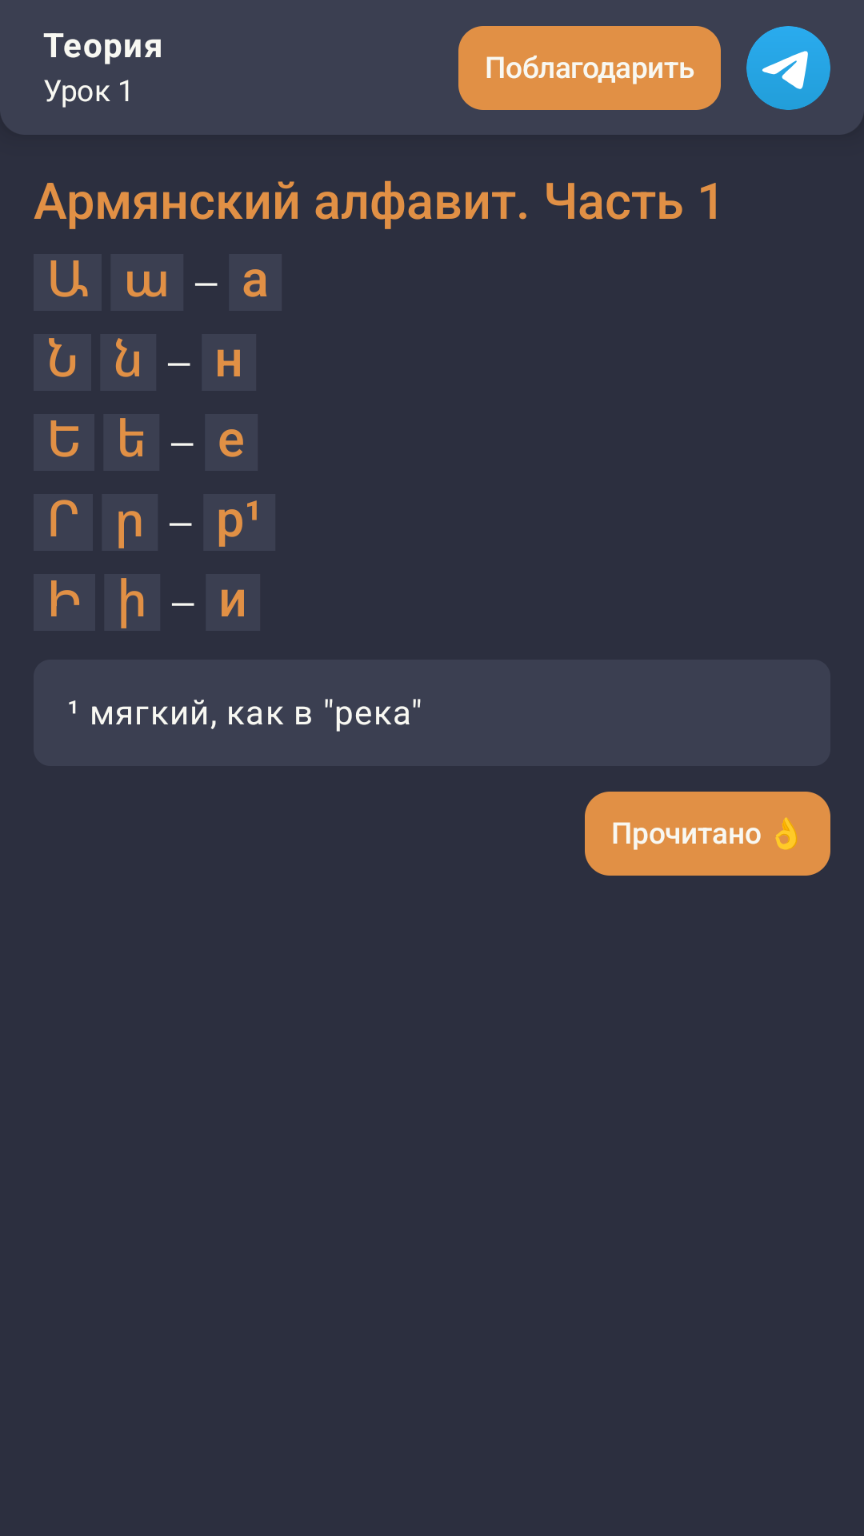 Теория
Урок 1
Поблагодарить
Армянский алфавит. Часть 1
Ա ա – а
Ն ն – н
Ե ե – е
Ր ր – р¹
Ի ի – и
¹ мягкий, как в "река"
Прочитано 👌